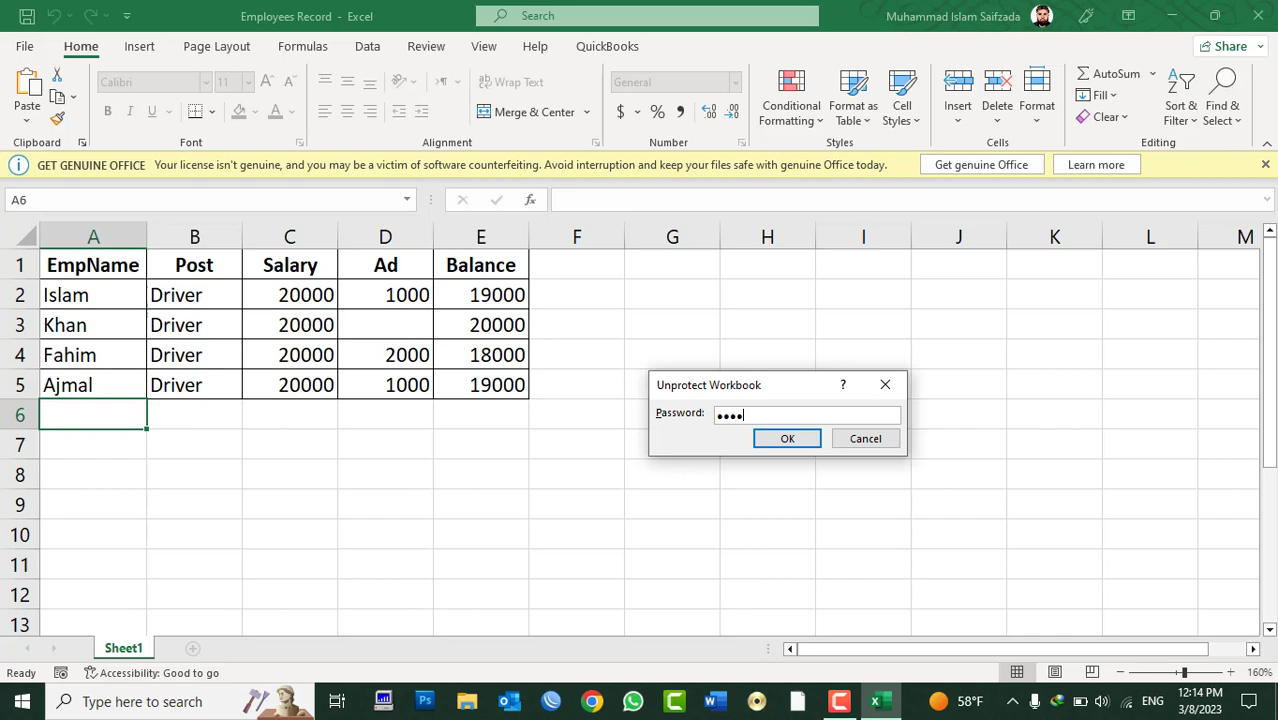 Employees Record - Excel
Search
Muhammad Islam Saifzada
File Home Insert Page Layout Formulas Data Review View Help QuickBooks Share
Paste
Calibri 11
Wrap Text
General
Merge & Center
Conditional Formatting
Format as Table
Cell Styles
Insert Delete Format
AutoSum
Fill
Clear
Sort & Filter
Find & Select
Clipboard Font Alignment Number Styles Cells Editing
GET GENUINE OFFICE Your license isn't genuine, and you may be a victim of software counterfeiting. Avoid interruption and keep your files safe with genuine Office today. Get genuine Office Learn more
A6
fx
A B C D E F G H I J K L M
1 EmpName Post Salary Ad Balance
2 Islam Driver 20000 1000 19000
3 Khan Driver 20000 20000
4 Fahim Driver 20000 2000 18000
5 Ajmal Driver 20000 1000 19000
6
7
8
9
10
11
12
13
Unprotect Workbook ?
Password: ••••
OK Cancel
Sheet1
Ready Accessibility: Good to go 160%
Type here to search
58°F
ENG
12:14 PM
3/8/2023